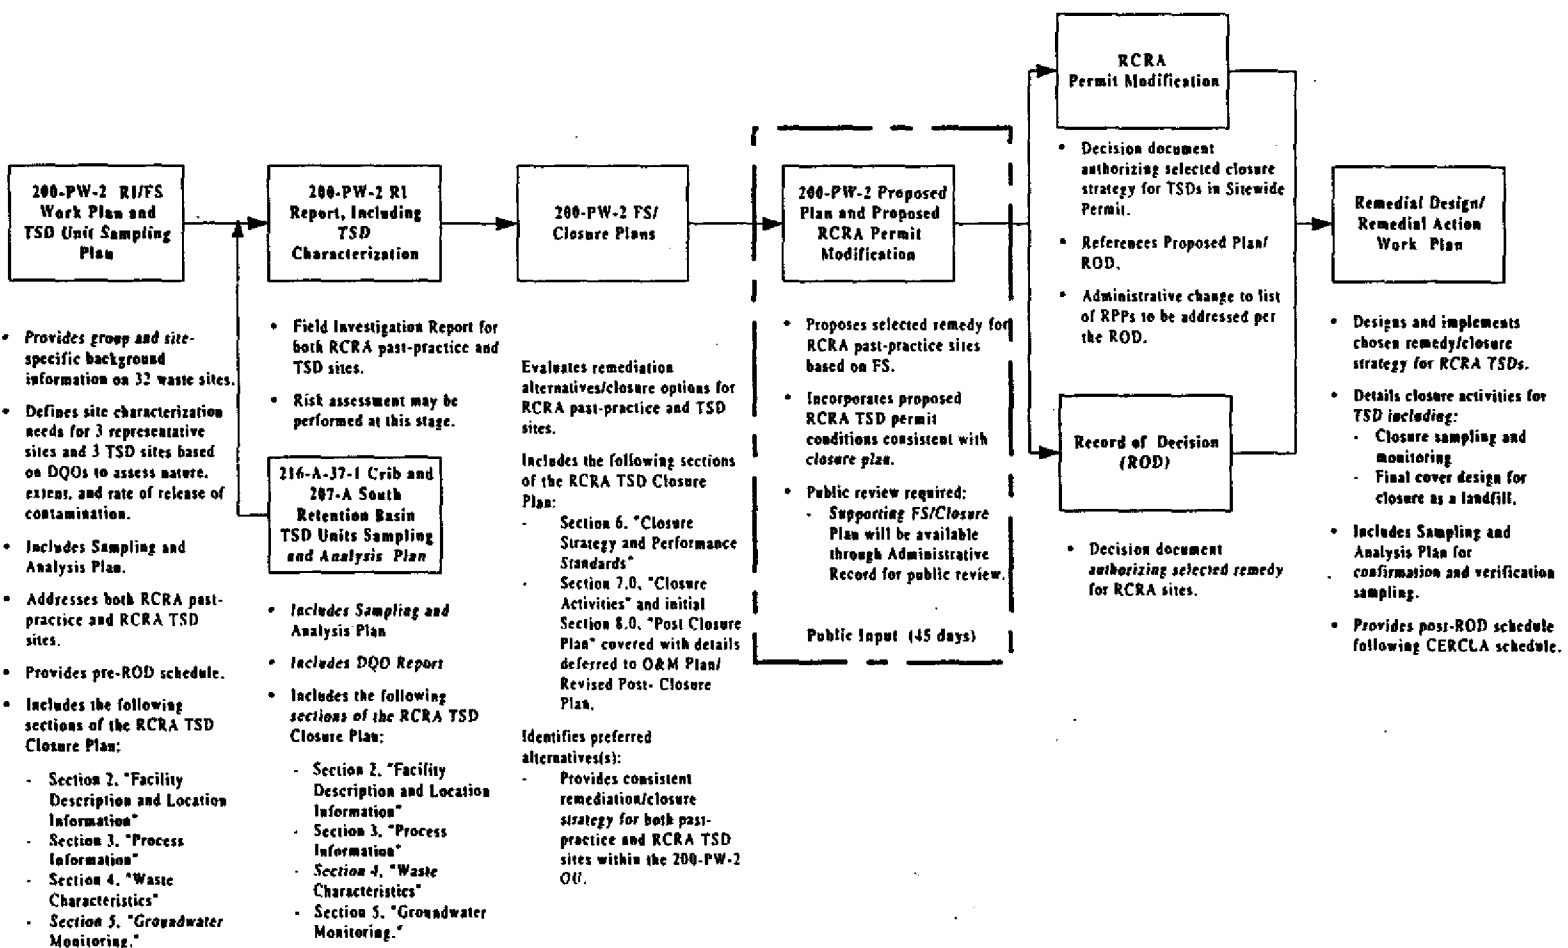 200-PW-2 RI/FS
Work Plan and
TSD Unit Sampling
Plan
• Provides group and site-
specific background
information on 32 waste sites.
• Defines site characterization
needs for 3 representative
sites and 3 TSD sites based
on DQOs to assess nature,
extent, and rate of release of
contamination.
• Includes Sampling and
Analysis Plan.
• Addresses both RCRA past-
practice and RCRA TSD
sites.
• Provides pre-ROD schedule.
• Includes the following
sections of the RCRA TSD
Closure Plan:
- Section 2, "Facility
Description and Location
Information"
- Section 3, "Process
Information"
- Section 4, "Waste
Characteristics"
- Section 5, "Groundwater
Monitoring."
200-PW-2 RI
Report, Including
TSD
Characterization
• Field Investigation Report for
both RCRA past-practice and
TSD sites.
• Risk assessment may be
performed at this stage.
216-A-37-1 Crib and
207-A South
Retention Basin
TSD Units Sampling
and Analysis Plan
• Includes Sampling and
Analysis Plan
• Includes DQO Report
• Includes the following
sections of the RCRA TSD
Closure Plan:
- Section 2, "Facility
Description and Location
Information"
- Section 3, "Process
Information"
- Section 4, "Waste
Characteristics"
- Section 5, "Groundwater
Monitoring."
200-PW-2 FS/
Closure Plans
Evaluates remediation
alternatives/closure options for
RCRA past-practice and TSD
sites.
Includes the following sections
of the RCRA TSD Closure
Plan:
- Section 6, "Closure
Strategy and Performance
Standards"
- Section 7.0, "Closure
Activities" and initial
Section 8.0, "Post Closure
Plan" covered with details
deferred to O&M Plan/
Revised Post- Closure
Plan.
Identifies preferred
alternatives(s):
- Provides consistent
remediation/closure
strategy for both past-
practice and RCRA TSD
sites within the 200-PW-2
OU.
200-PW-2 Proposed
Plan and Proposed
RCRA Permit
Modification
• Proposes selected remedy for
RCRA past-practice sites
based on FS.
• Incorporates proposed
RCRA TSD permit
conditions consistent with
closure plan.
• Public review required:
- Supporting FS/Closure
Plan will be available
through Administrative
Record for public review.
Public Input (45 days)
RCRA
Permit Modification
• Decision document
authorizing selected closure
strategy for TSDs in Sitewide
Permit.
• References Proposed Plan/
ROD.
• Administrative change to list
of RPPs to be addressed per
the ROD.
Record of Decision
(ROD)
• Decision document
authorizing selected remedy
for RCRA sites.
Remedial Design/
Remedial Action
Work Plan
• Designs and implements
chosen remedy/closure
strategy for RCRA TSDs.
• Details closure activities for
TSD including:
- Closure sampling and
monitoring
- Final cover design for
closure as a landfill.
• Includes Sampling and
Analysis Plan for
confirmation and verification
sampling.
• Provides post-ROD schedule
following CERCLA schedule.